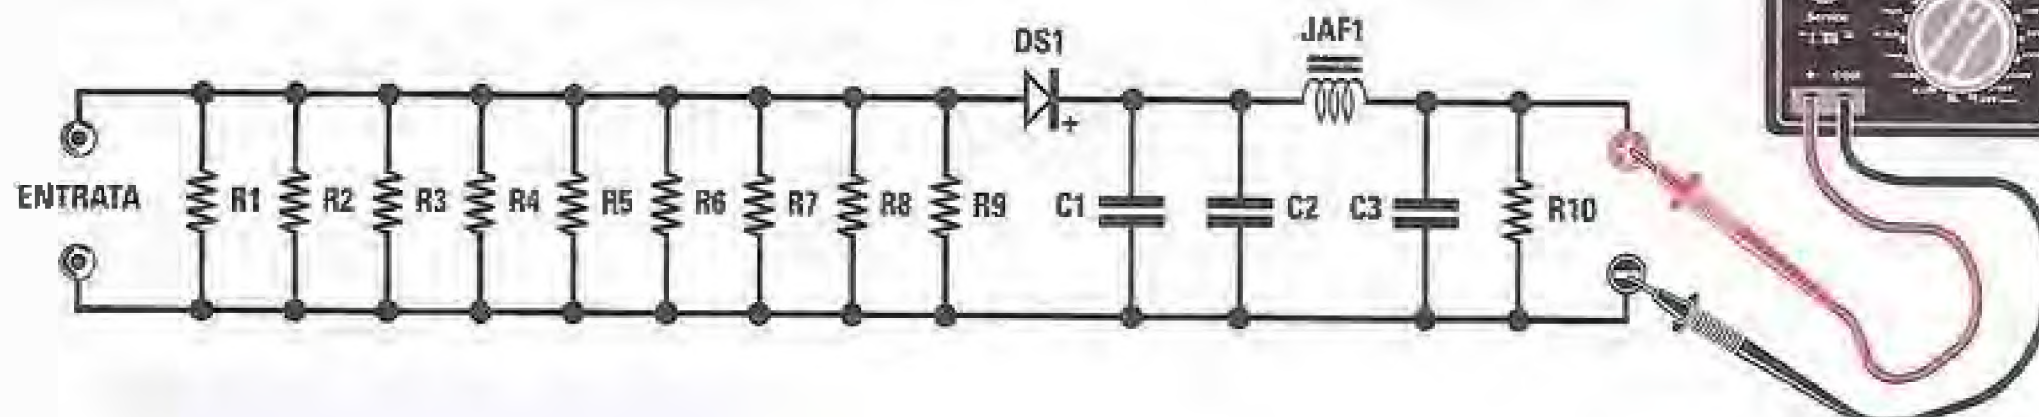 DS1
JAF1
+
ENTRATA
R1
R2
R3
R4
R5
R6
R7
R8
R9
C1
C2
C3
R10
+
−